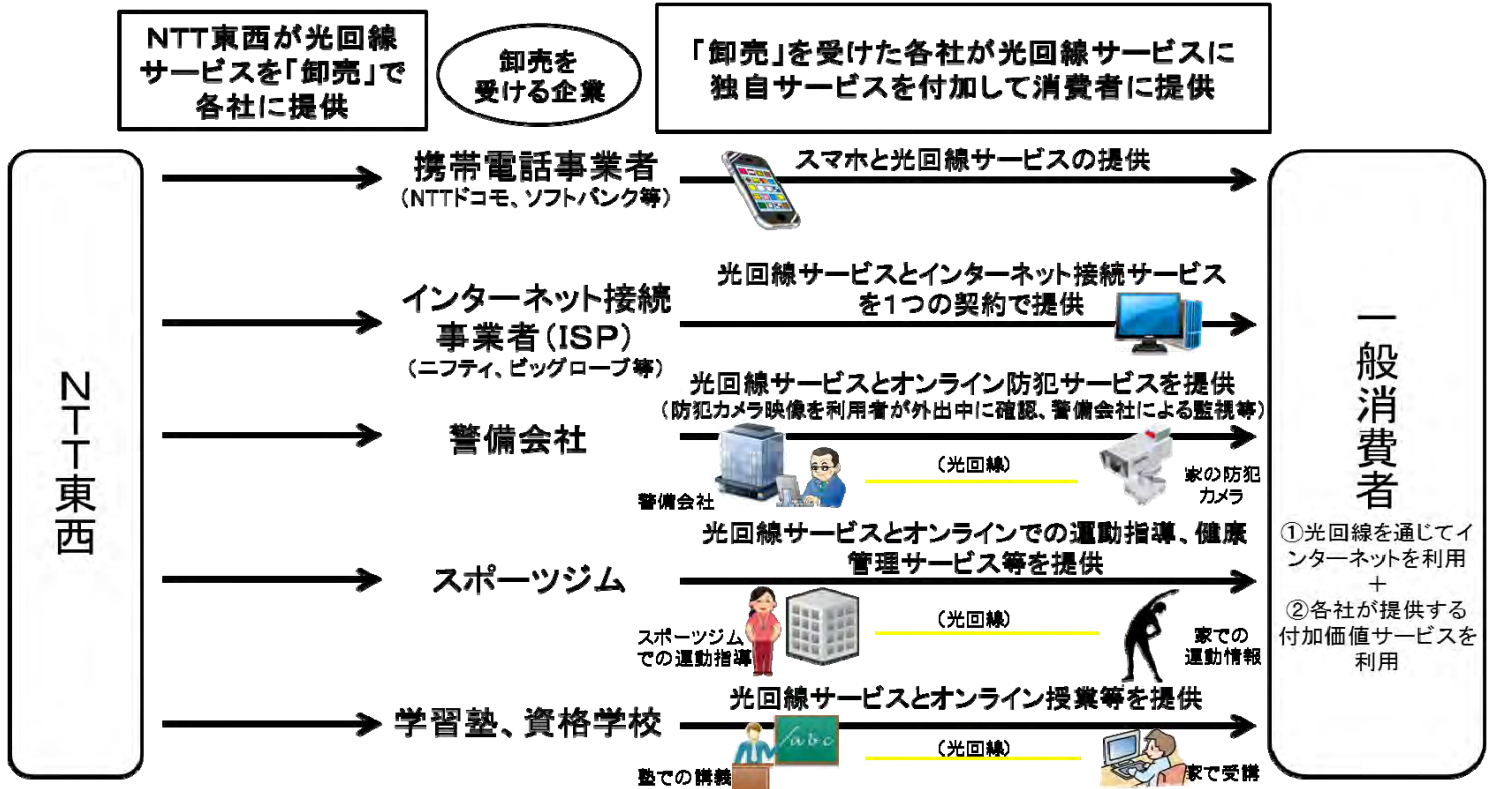 NTT東西が光回線
サービスを「卸売」で
各社に提供
卸売を
受ける企業
「卸売」を受けた各社が光回線サービスに
独自サービスを付加して消費者に提供
NTT東西
携帯電話事業者
（NTTドコモ、ソフトバンク等）
スマホと光回線サービスの提供
インターネット接続
事業者（ISP）
（ニフティ、ビッグローブ等）
光回線サービスとインターネット接続サービス
を1つの契約で提供
警備会社
光回線サービスとオンライン防犯サービスを提供
（防犯カメラ映像を利用者が外出中に確認、警備会社による監視等）
警備会社
（光回線）
家の防犯
カメラ
スポーツジム
光回線サービスとオンラインでの運動指導、健康
管理サービス等を提供
スポーツジム
での運動指導
（光回線）
家での
運動情報
学習塾、資格学校
光回線サービスとオンライン授業等を提供
abc
塾での講義
（光回線）
家で受講
一般消費者
①光回線を通じてイ
ンターネットを利用
＋
②各社が提供する
付加価値サービスを
利用